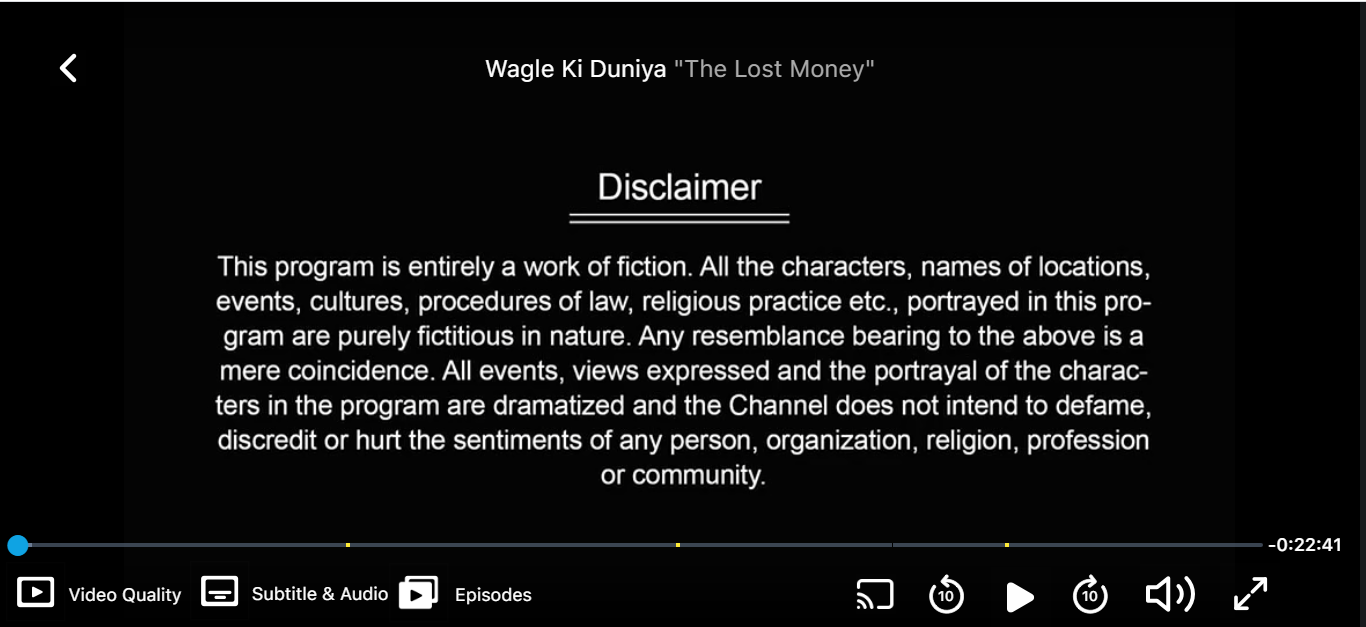 Wagle Ki Duniya "The Lost Money"
Disclaimer
This program is entirely a work of fiction. All the characters, names of locations,
events, cultures, procedures of law, religious practice etc., portrayed in this pro-
gram are purely fictitious in nature. Any resemblance bearing to the above is a
mere coincidence. All events, views expressed and the portrayal of the charac-
ters in the program are dramatized and the Channel does not intend to defame,
discredit or hurt the sentiments of any person, organization, religion, profession
or community.
-0:22:41
Video Quality Subtitle & Audio Episodes 10 10